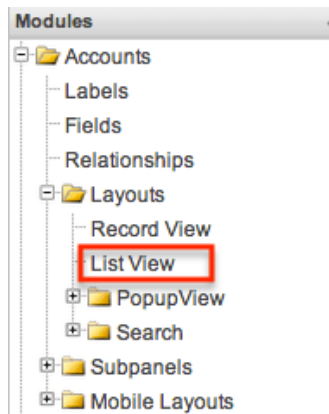 Modules
Accounts
Labels
Fields
Relationships
Layouts
Record View
List View
PopupView
Search
Subpanels
Mobile Layouts